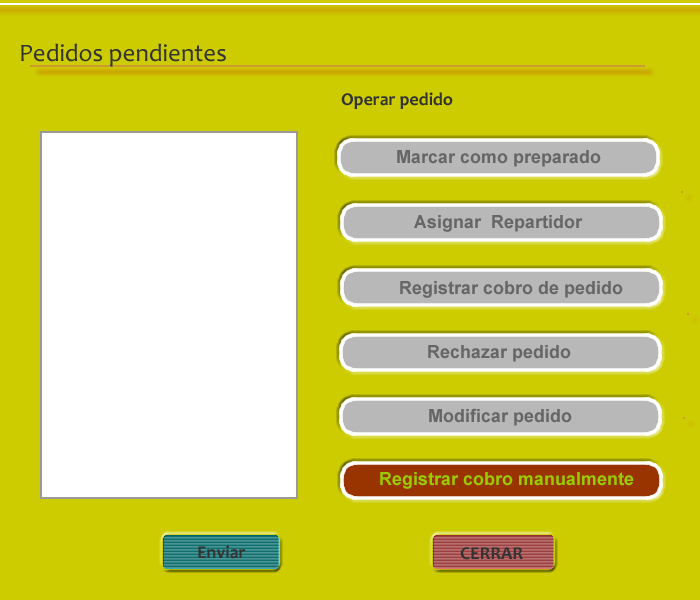 Pedidos pendientes
Operar pedido
Marcar como preparado
Asignar  Repartidor
Registrar cobro de pedido
Rechazar pedido
Modificar pedido
Registrar cobro manualmente
Enviar
CERRAR